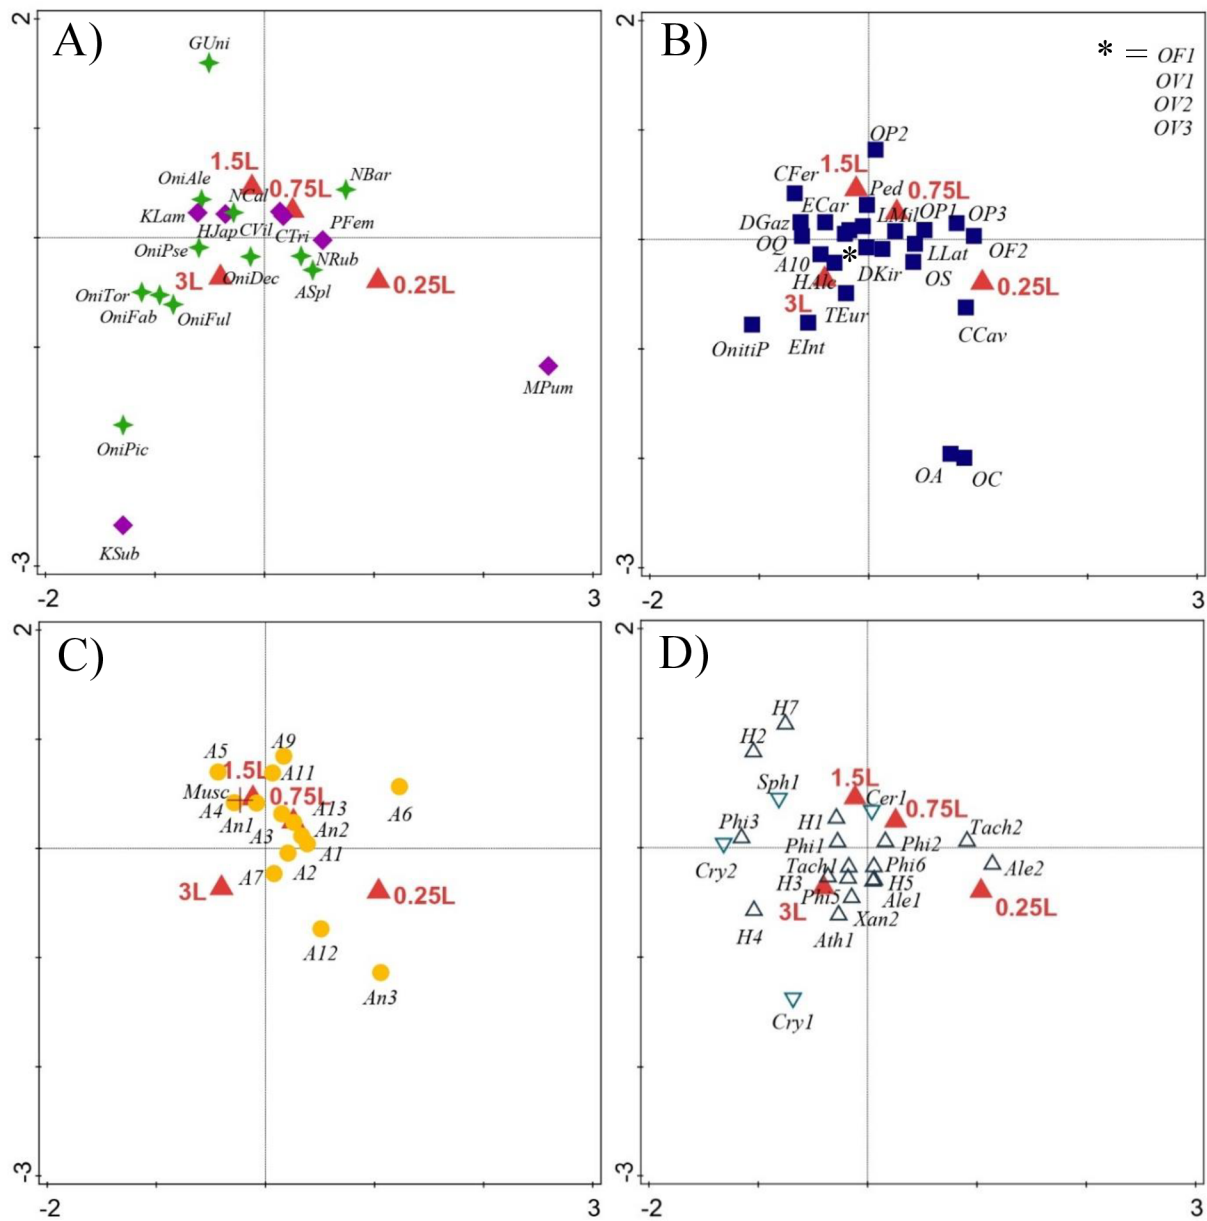 A)
2
GUni
1.5L
OniAle
NCal
0.75L
NBar
KLam
HJap
CVil
CTri
PFem
OniPse
3L
OniDec
NRub
ASpl
0.25L
OniTor
OniFab
OniFul
MPum
OniPic
KSub
-3
-2
3
B)
2
* = OF1
OV1
OV2
OV3
OP2
1.5L
CFer
Ped
0.75L
ECar
LMil
OP1
OP3
DGaz
OQ
*
LLat
OF2
A10
DKir
OS
HAlc
3L
0.25L
TEur
CCav
OnitiP
EInt
OA
OC
-3
-2
3
C)
2
A9
A5
1.5L
A11
Musc
0.75L
A13
A6
A4
An1
A3
An2
A1
A7
A2
3L
0.25L
A12
An3
-3
-2
3
D)
2
H7
H2
1.5L
Sph1
Cer1
0.75L
Phi3
H1
Tach2
Phi1
Phi2
Cry2
Tach1
Phi6
Ale2
H3
H5
Phi5
Ale1
3L
0.25L
H4
Xan2
Ath1
Cry1
-3
-2
3